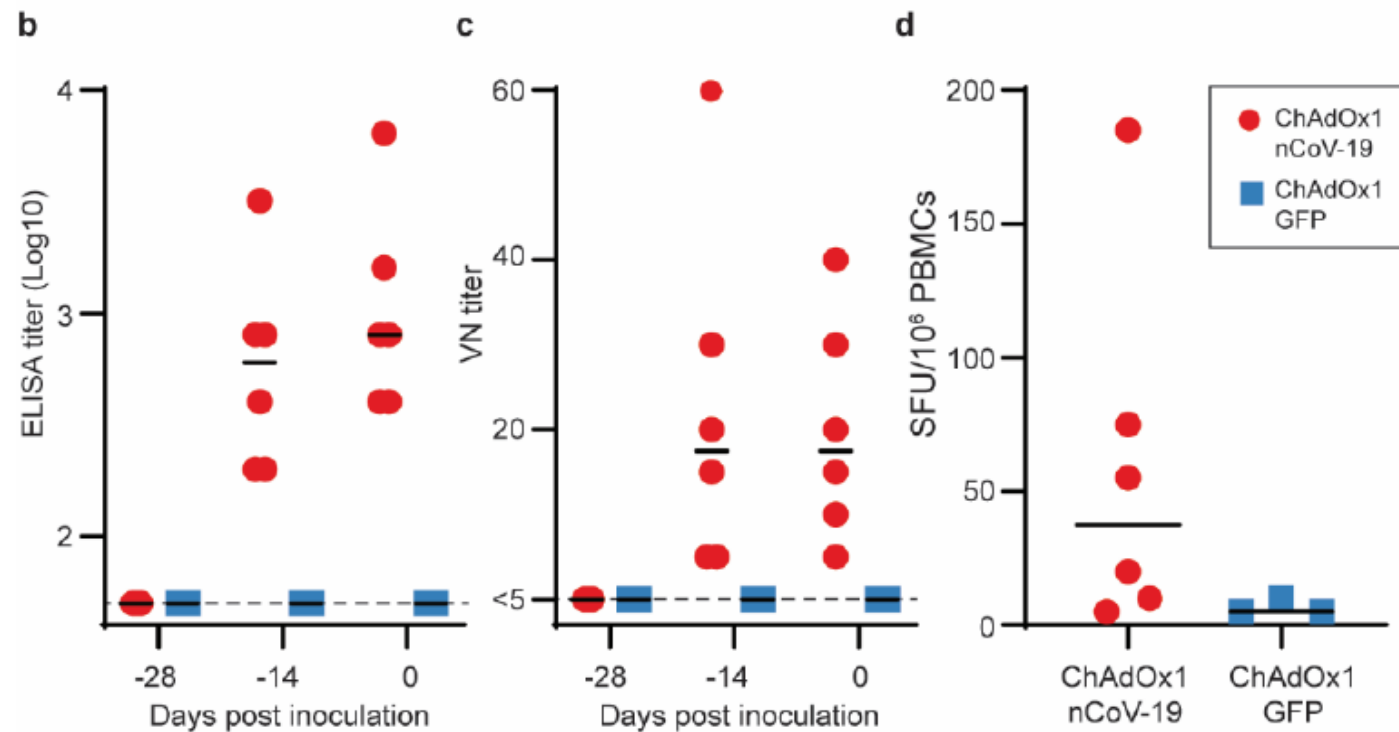 b
ELISA titer (Log10)
4
3
2
-28 -14 0
Days post inoculation
c
VN titer
60
40
20
<5
-28 -14 0
Days post inoculation
d
SFU/10⁶ PBMCs
200
150
100
50
0
ChAdOx1
nCoV-19
ChAdOx1
GFP
ChAdOx1
nCoV-19
ChAdOx1
GFP